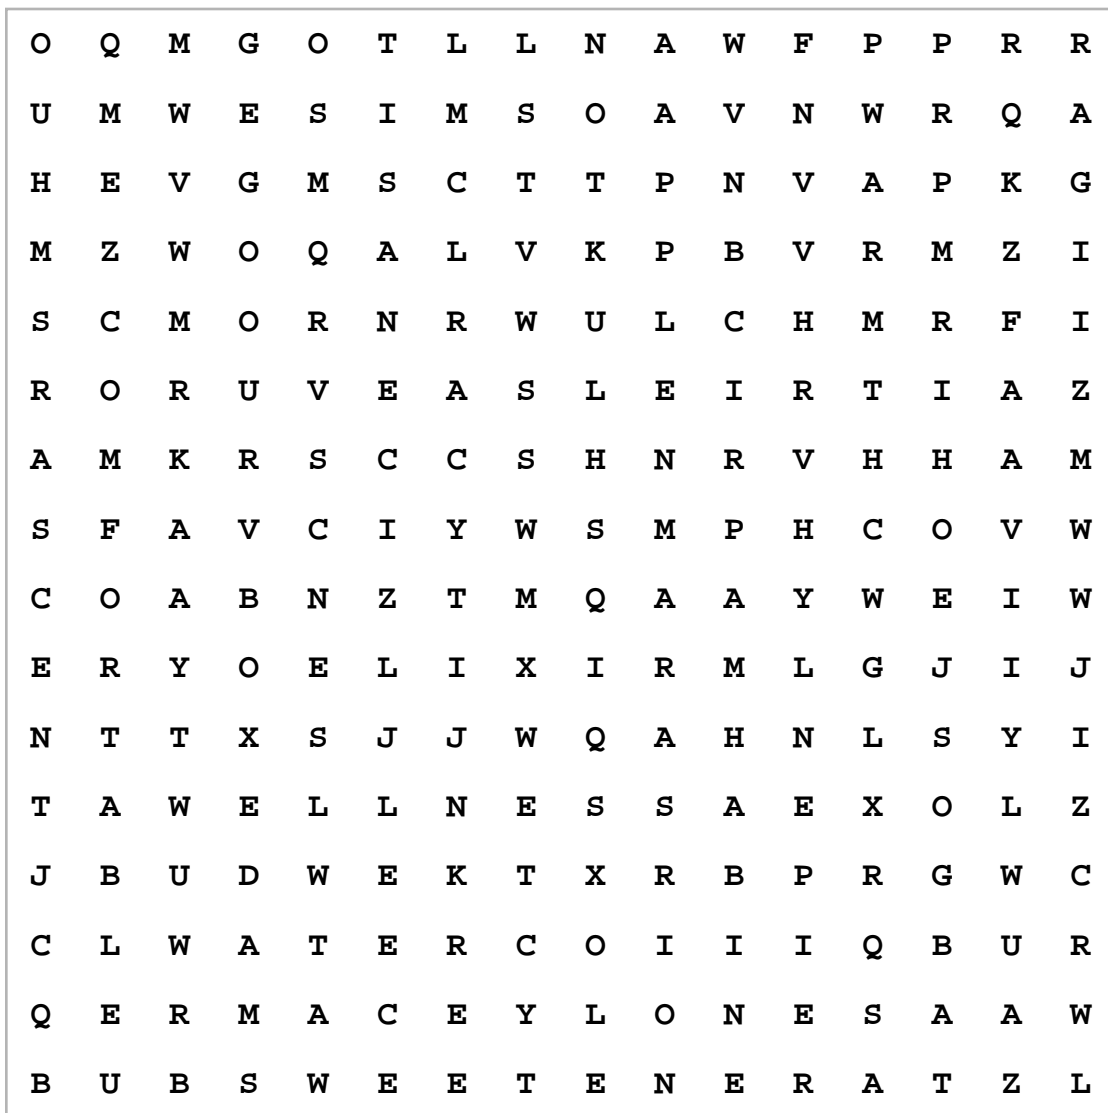 O Q M G O T L L N A W F P P R R
U M W E S I M S O A V N W R Q A
H E V G M S C T T P N V A P K G
M Z W O Q A L V K P B V R M Z I
S C M O R N R W U L C H M R F I
R O R U V E A S L E I R T I A Z
A M K R S C C S H N R V H H A M
S F A V C I Y W S M P H C O V W
C O A B N Z T M Q A A Y W E I W
E R Y O E L I X I R M L G J I J
N T T X S J J W Q A H N L S Y I
T A W E L L N E S S A E X O L Z
J B U D W E K T X R B P R G W C
C L W A T E R C O I I I Q B U R
Q E R M A C E Y L O N E S A A W
B U B S W E E T E N E R A T Z L